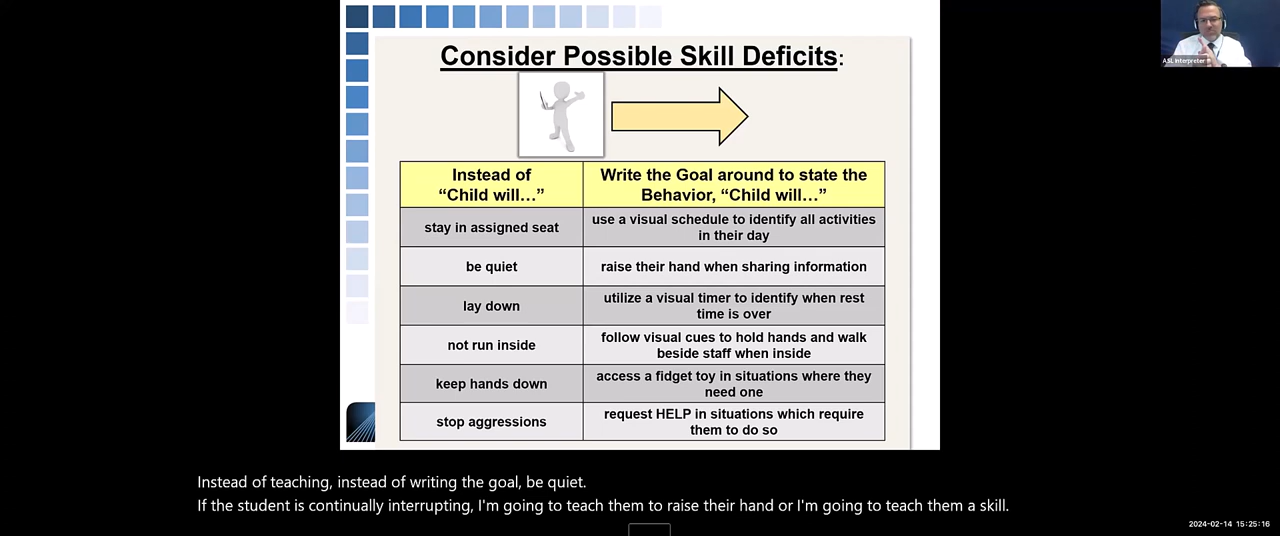 ASL Interpreter
Consider Possible Skill Deficits:
Instead of
“Child will…”
Write the Goal around to state the
Behavior, “Child will…”
stay in assigned seat
use a visual schedule to identify all activities
in their day
be quiet
raise their hand when sharing information
lay down
utilize a visual timer to identify when rest
time is over
not run inside
follow visual cues to hold hands and walk
beside staff when inside
keep hands down
access a fidget toy in situations where they
need one
stop aggressions
request HELP in situations which require
them to do so
Instead of teaching, instead of writing the goal, be quiet.
If the student is continually interrupting, I'm going to teach them to raise their hand or I'm going to teach them a skill.
2024-02-14 15:25:16